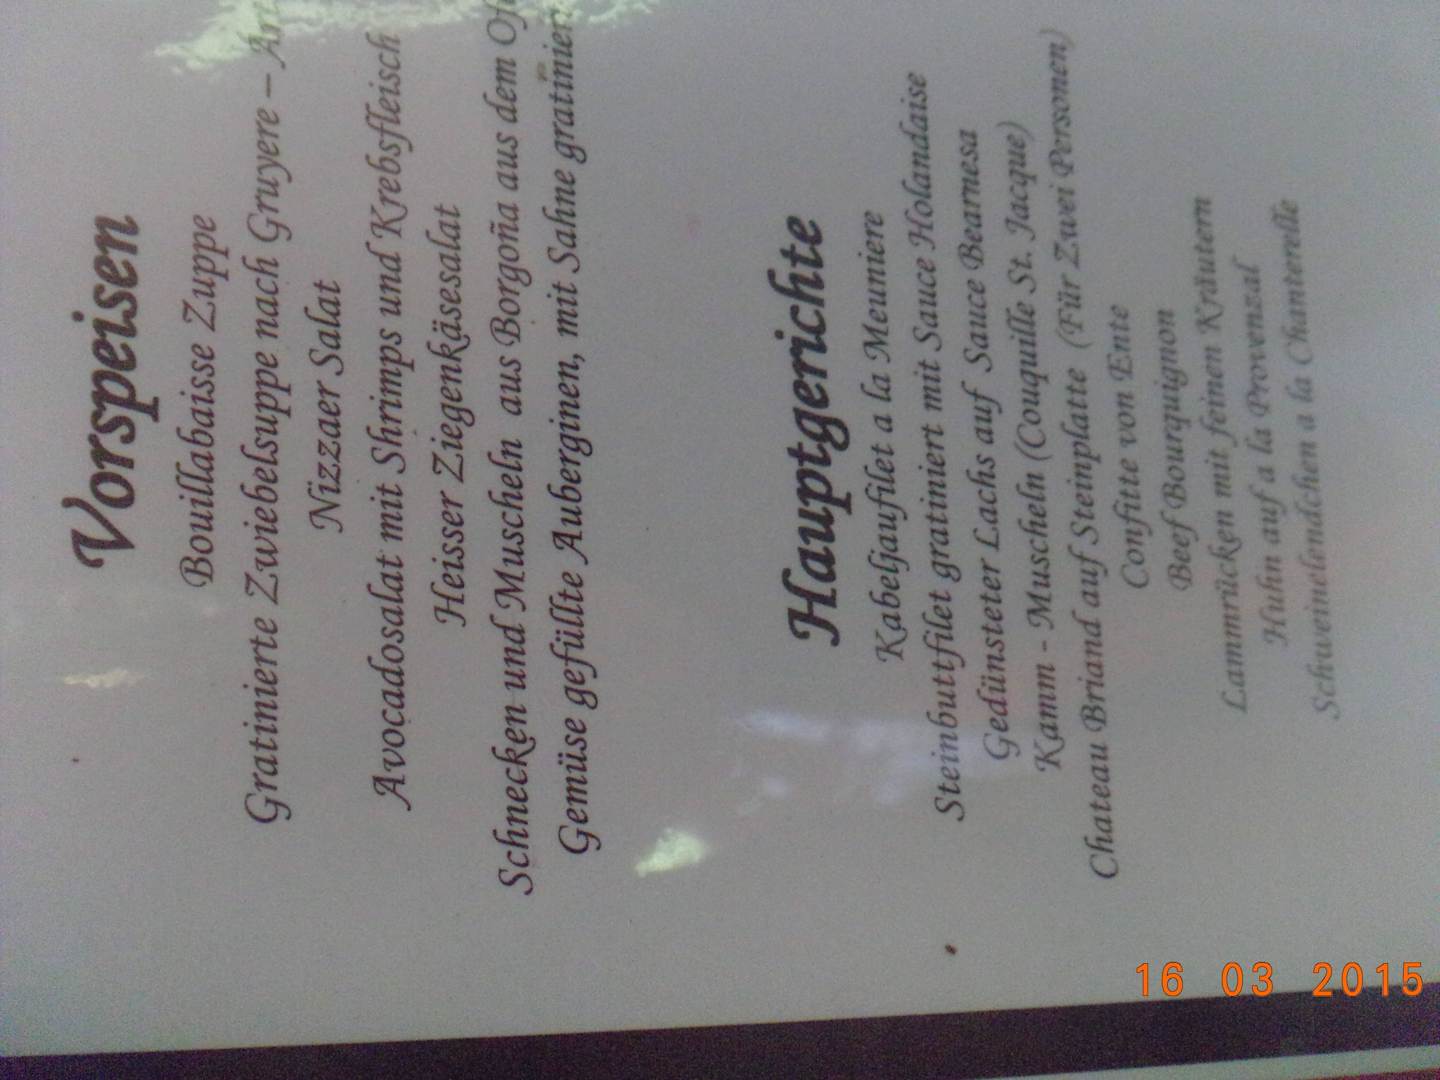 Vorspeisen
Bouillabaisse Zuppe
Gratinierte Zwiebelsuppe nach Gruyere –
Nizzaer Salat
Avocadosalat mit Shrimps und Krebsfleisch
Heisser Ziegenkäsesalat
Schnecken und Muscheln aus Borgoña aus dem
Gemüse gefüllte Auberginen, mit Sahne
Hauptgerichte
Kabeljaufilet a la Meuniere
Steinbuttfilet gratiniert mit Sauce Holandaise
Gedünsteter Lachs auf Sauce Bearnesa
Kamm - Muscheln (Couquille St. Jacque)
Chateau Briand auf Steinplatte (Für Zwei Personen)
Confitte von Ente
Beef Bourquignon
Lammrücken mit feinen Kräutern
Huhn auf a la Provenzal
Schweinelendchen a la Chanterelle
16 03 2015